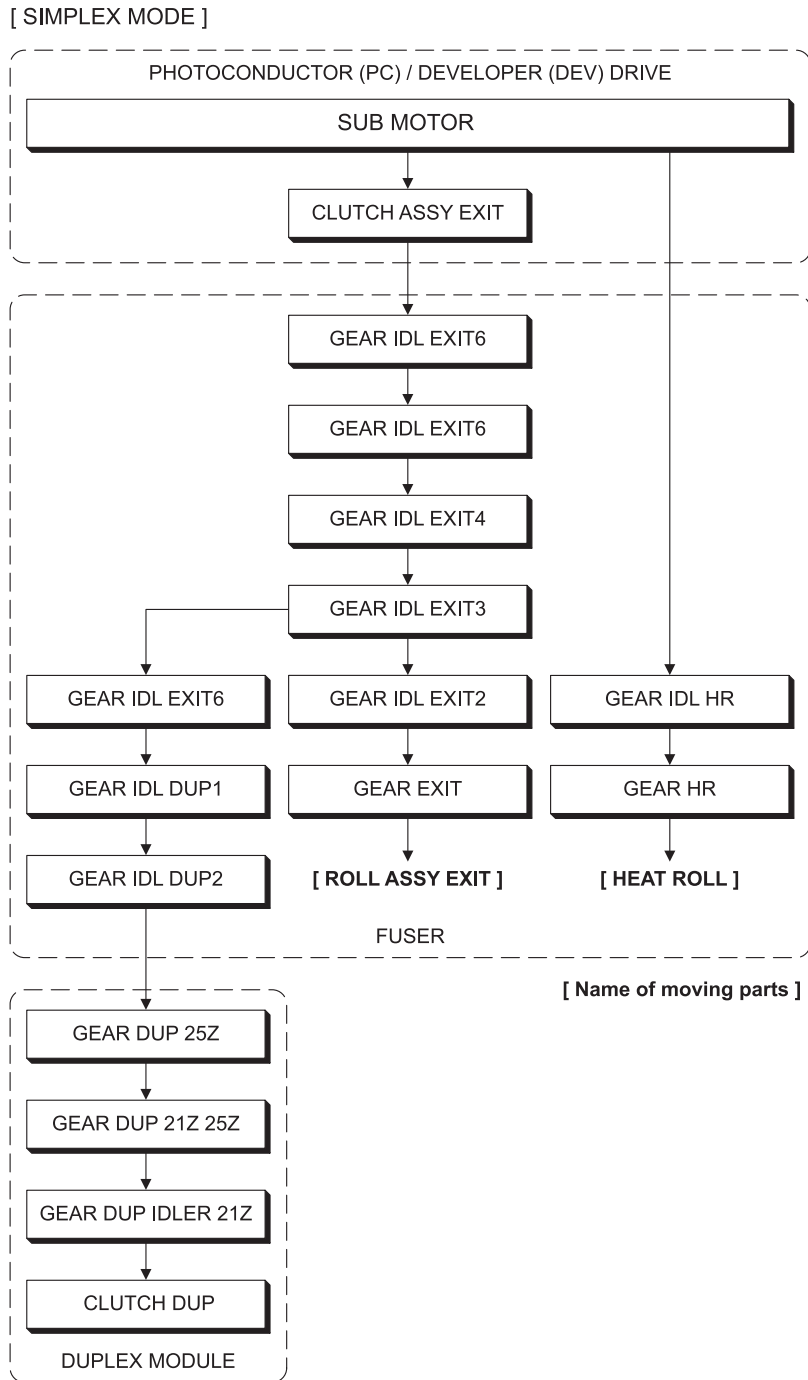 [ SIMPLEX MODE ]
PHOTOCONDUCTOR (PC) / DEVELOPER (DEV) DRIVE
SUB MOTOR
CLUTCH ASSY EXIT
GEAR IDL EXIT6
GEAR IDL EXIT6
GEAR IDL EXIT4
GEAR IDL EXIT3
GEAR IDL EXIT6
GEAR IDL EXIT2
GEAR IDL HR
GEAR IDL DUP1
GEAR EXIT
GEAR HR
GEAR IDL DUP2
[ ROLL ASSY EXIT ]
[ HEAT ROLL ]
FUSER
[ Name of moving parts ]
GEAR DUP 25Z
GEAR DUP 21Z 25Z
GEAR DUP IDLER 21Z
CLUTCH DUP
DUPLEX MODULE